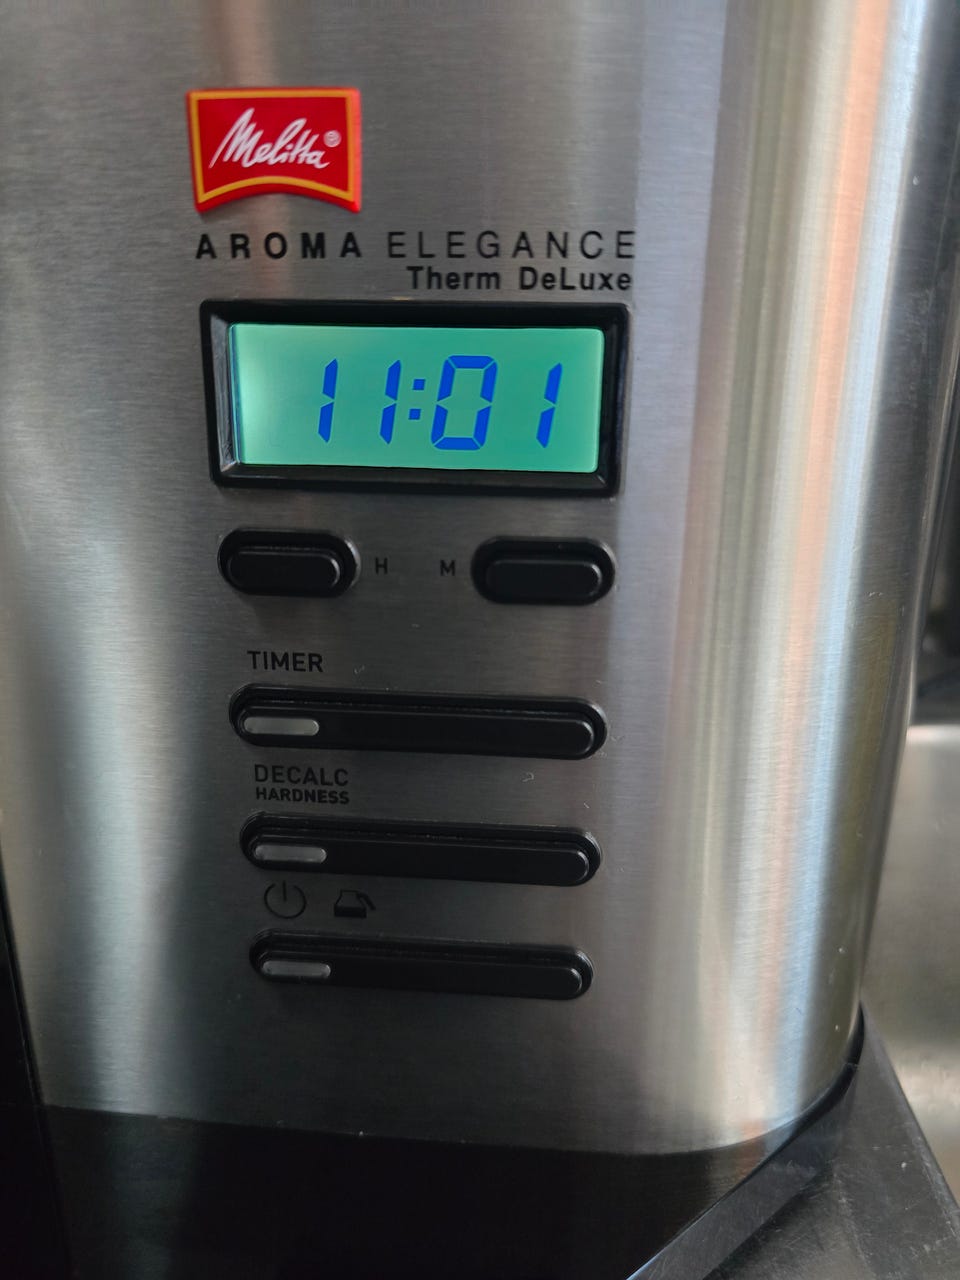 Melitta®
AROMA ELEGANCE
Therm DeLuxe
11:01
H M
TIMER
DECALC
HARDNESS